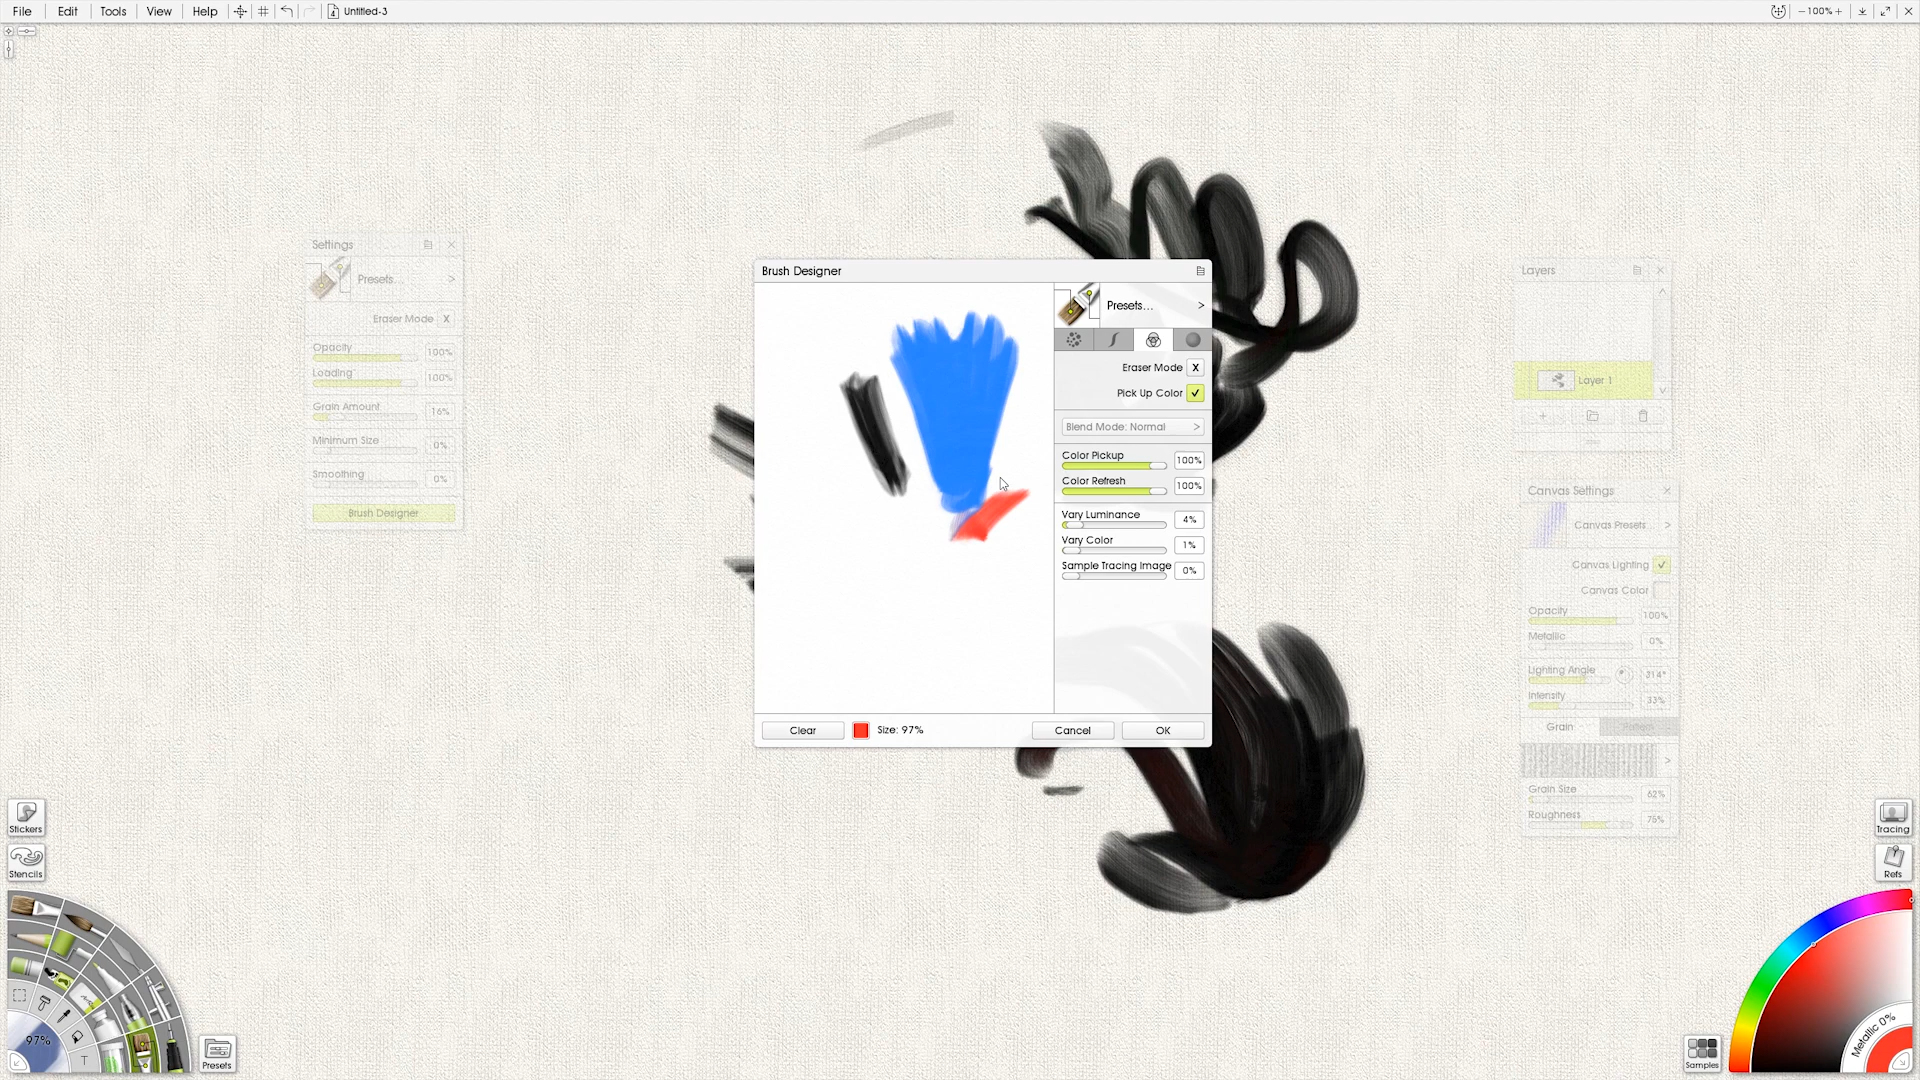 File Edit Tools View Help Untitled-3 100%
Settings
Presets... >
Eraser Mode X
Opacity 100%
Loading 100%
Grain Amount 16%
Minimum Size 0%
Smoothing 0%
Brush Designer
Brush Designer
Presets... >
Eraser Mode X
Pick Up Color ✓
Blend Mode: Normal >
Color Pickup 100%
Color Refresh 100%
Vary Luminance 4%
Vary Color 1%
Sample Tracing Image 0%
Clear Size: 97% Cancel OK
Layers
Layer 1
Canvas Settings
Canvas Presets >
Canvas Lighting ✓
Canvas Color
Opacity 100%
Metallic 0%
Lighting Angle 314°
Intensity 33%
Grain
Grain Size 62%
Roughness 75%
Stickers
Stencils
97%
T
Presets
Tracing
Refs
Samples
Metallic 0%